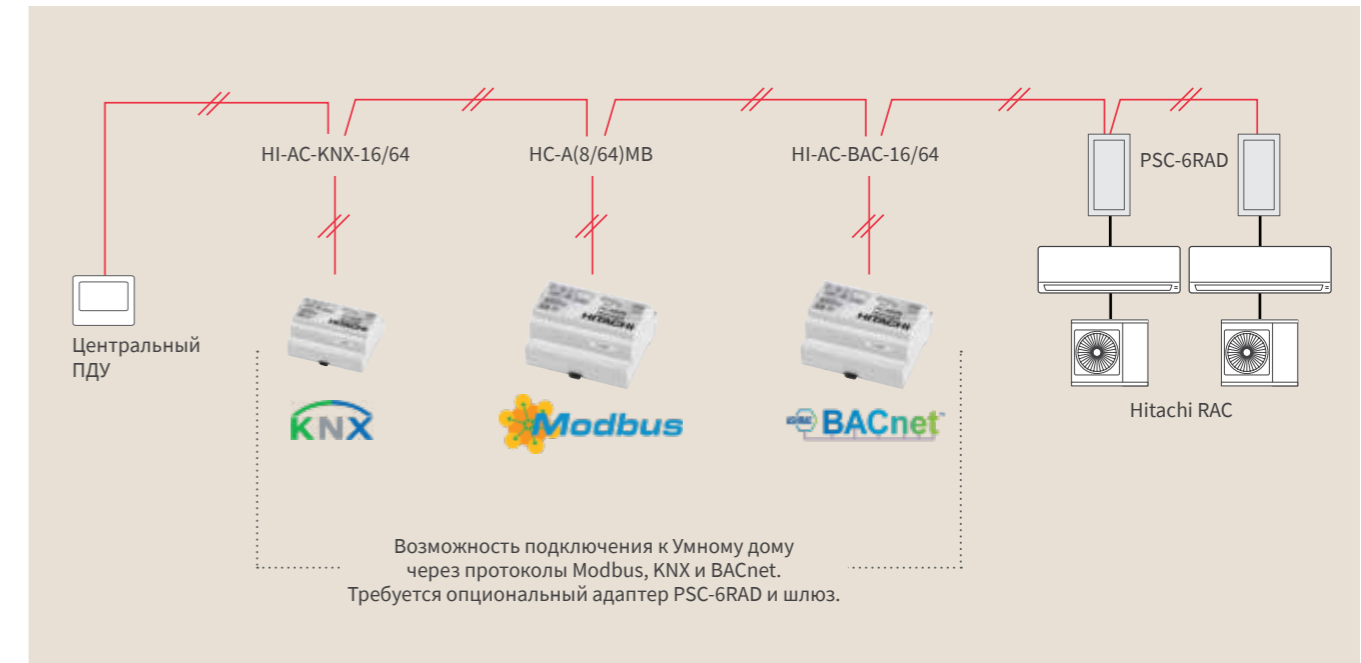 HI-AC-KNX-16/64
HC-A(8/64)MB
HI-AC-BAC-16/64
PSC-6RAD
HITACHI
HITACHI
HITACHI
Центральный
ПДУ
KNX
Modbus
BACnet
Hitachi RAC
Возможность подключения к Умному дому
через протоколы Modbus, KNX и BACnet.
Требуется опциональный адаптер PSC-6RAD и шлюз.